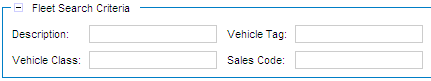 Fleet Search Criteria
Description: Vehicle Tag:
Vehicle Class: Sales Code: